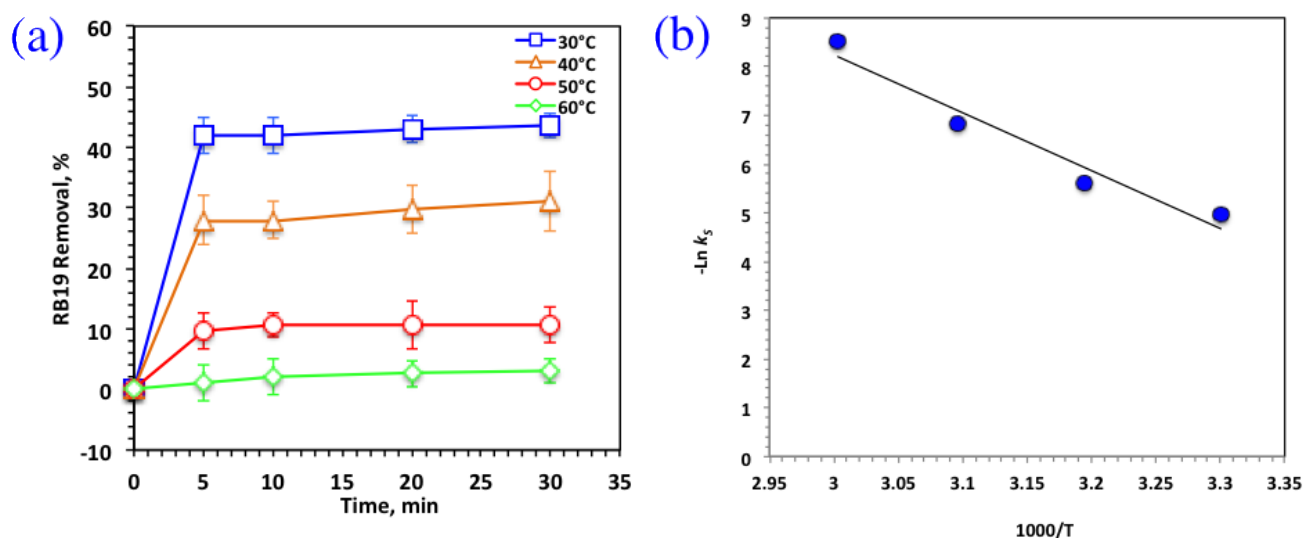 (a)
60
50
40
30
20
10
0
-10
RB19 Removal, %
30°C
40°C
50°C
60°C
0 5 10 15 20 25 30 35
Time, min
(b)
9
8
7
6
5
4
3
2
1
0
-Ln ks
2.95 3 3.05 3.1 3.15 3.2 3.25 3.3 3.35
1000/T